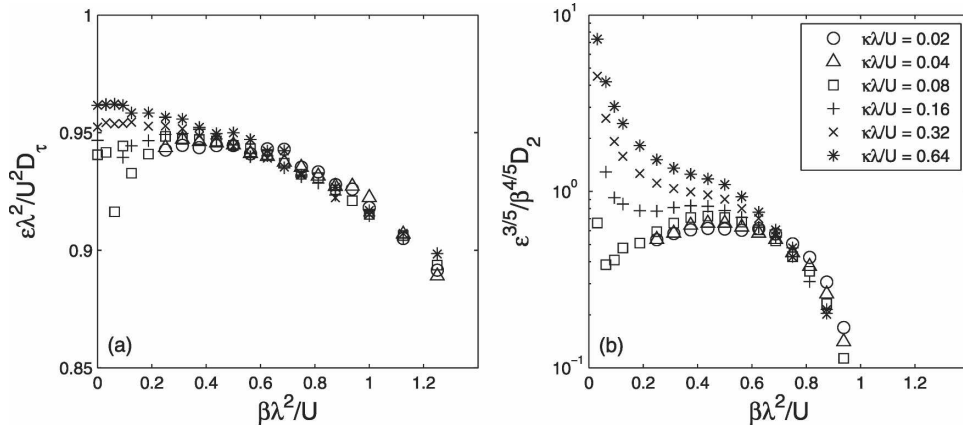 ελ²/U²D_τ
1
0.95
0.9
0.85
(a)
0 0.2 0.4 0.6 0.8 1 1.2
βλ²/U
ε^{3/5}/β^{4/5}D₂
10¹
10⁰
10⁻¹
κλ/U = 0.02
κλ/U = 0.04
κλ/U = 0.08
κλ/U = 0.16
κλ/U = 0.32
κλ/U = 0.64
(b)
0 0.2 0.4 0.6 0.8 1 1.2
βλ²/U